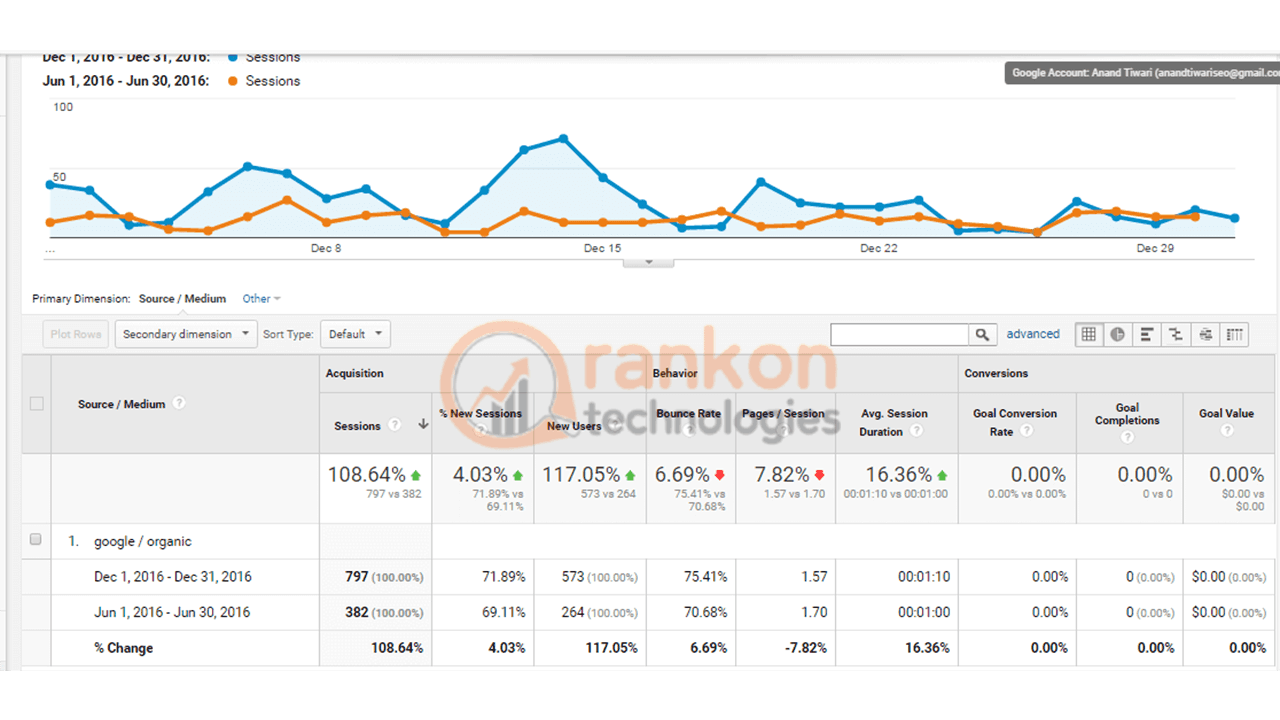 Dec 1, 2016 - Dec 31, 2016: Sessions
Jun 1, 2016 - Jun 30, 2016: Sessions
Google Account: Anand Tiwari (anandtiwariseo@gmail.co
100
50
... Dec 8 Dec 15 Dec 22 Dec 29
Primary Dimension: Source / Medium Other
Plot Rows Secondary dimension Sort Type: Default advanced
rankon
technologies
Acquisition Behavior Conversions
Source / Medium ? Sessions ? % New Sessions ? New Users ? Bounce Rate ? Pages / Session ? Avg. Session Duration ? Goal Conversion Rate ? Goal Completions ? Goal Value ?
108.64% 4.03% 117.05% 6.69% 7.82% 16.36% 0.00% 0.00% 0.00%
797 vs 382 71.89% vs 69.11% 573 vs 264 75.41% vs 70.68% 1.57 vs 1.70 00:01:10 vs 00:01:00 0.00% vs 0.00% 0 vs 0 $0.00 vs $0.00
1. google / organic
Dec 1, 2016 - Dec 31, 2016 797 (100.00%) 71.89% 573 (100.00%) 75.41% 1.57 00:01:10 0.00% 0 (0.00%) $0.00 (0.00%)
Jun 1, 2016 - Jun 30, 2016 382 (100.00%) 69.11% 264 (100.00%) 70.68% 1.70 00:01:00 0.00% 0 (0.00%) $0.00 (0.00%)
% Change 108.64% 4.03% 117.05% 6.69% -7.82% 16.36% 0.00% 0.00% 0.00%